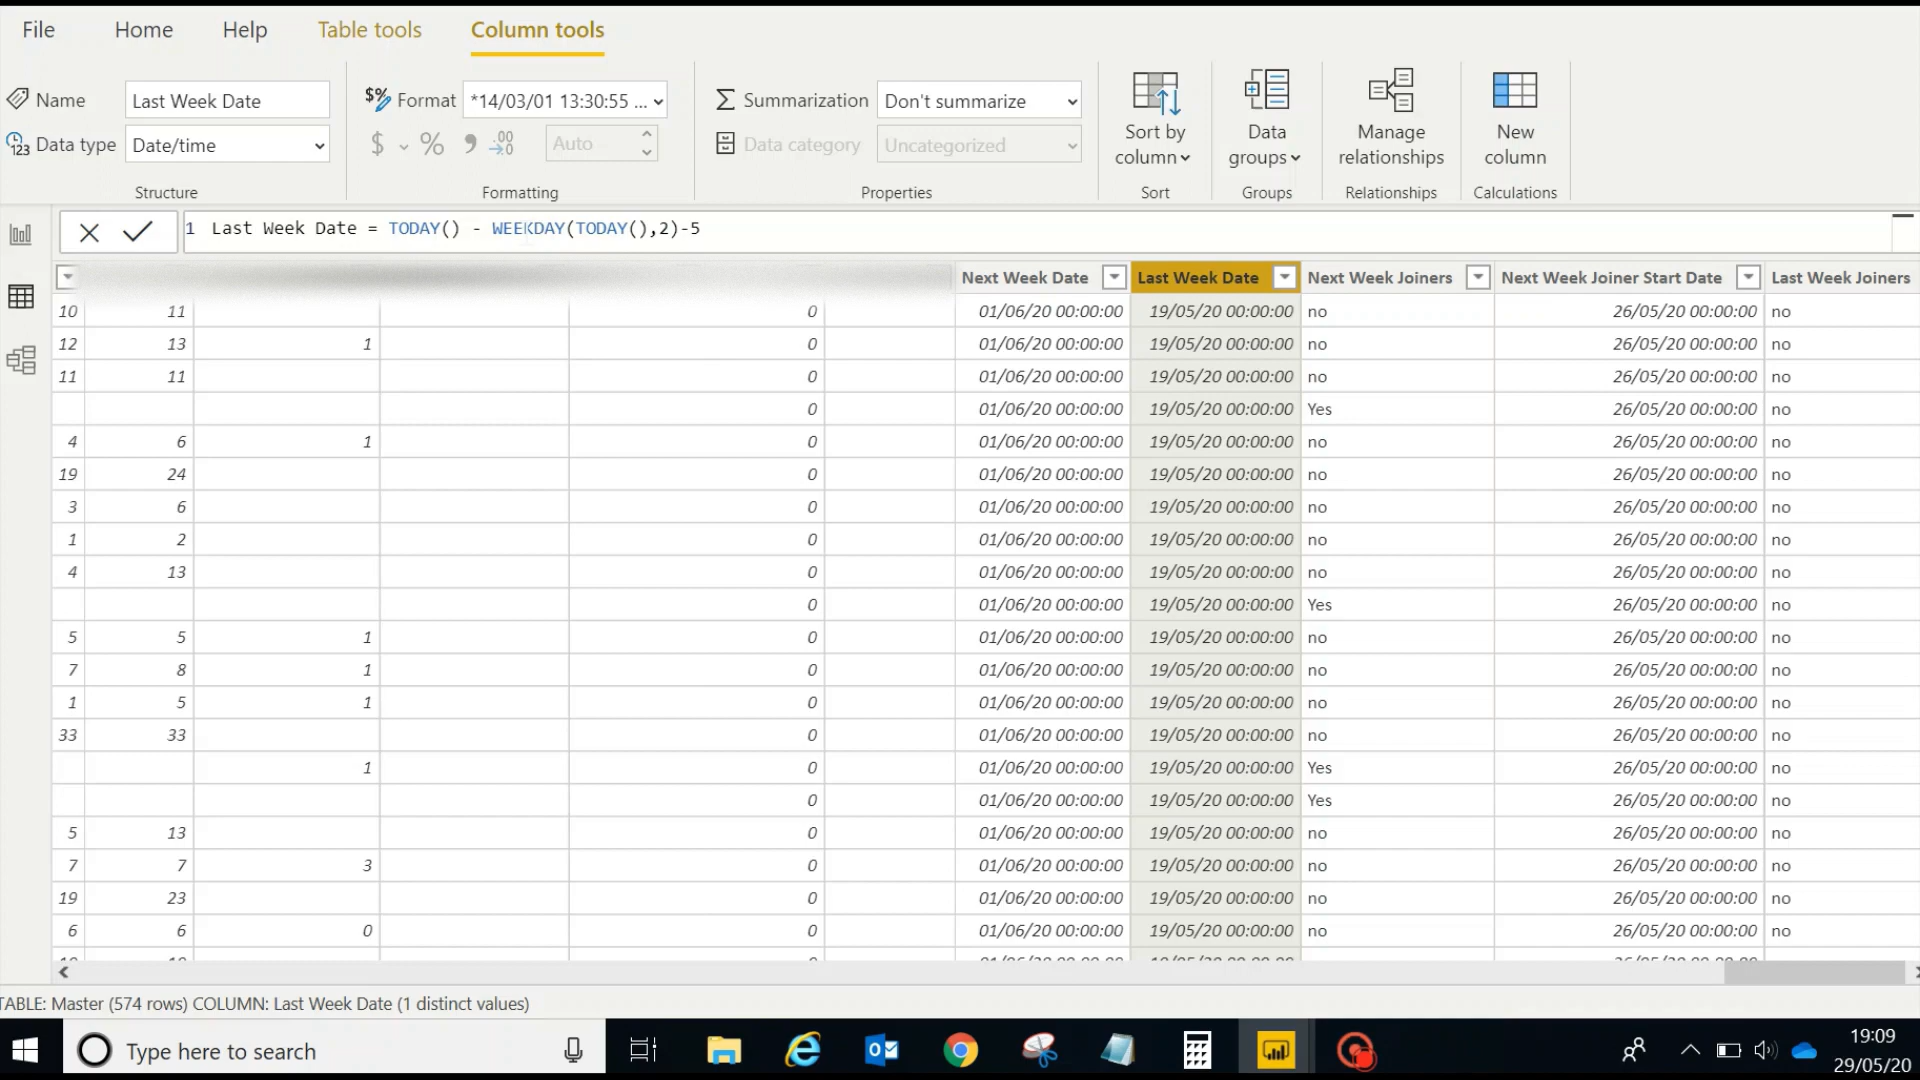 File Home Help Table tools Column tools
Name Last Week Date $% Format *14/03/01 13:30:55 ... Σ Summarization Don't summarize
Data type Date/time $ % , .00 Auto Data category Uncategorized
Sort by column Data groups Manage relationships New column
Structure Formatting Properties Sort Groups Relationships Calculations
1 Last Week Date = TODAY() - WEEKDAY(TODAY(),2)-5
Next Week Date Last Week Date Next Week Joiners Next Week Joiner Start Date Last Week Joiners
10 11 0 01/06/20 00:00:00 19/05/20 00:00:00 no 26/05/20 00:00:00 no
12 13 1 0 01/06/20 00:00:00 19/05/20 00:00:00 no 26/05/20 00:00:00 no
11 11 0 01/06/20 00:00:00 19/05/20 00:00:00 no 26/05/20 00:00:00 no
0 01/06/20 00:00:00 19/05/20 00:00:00 Yes 26/05/20 00:00:00 no
4 6 1 0 01/06/20 00:00:00 19/05/20 00:00:00 no 26/05/20 00:00:00 no
19 24 0 01/06/20 00:00:00 19/05/20 00:00:00 no 26/05/20 00:00:00 no
3 6 0 01/06/20 00:00:00 19/05/20 00:00:00 no 26/05/20 00:00:00 no
1 2 0 01/06/20 00:00:00 19/05/20 00:00:00 no 26/05/20 00:00:00 no
4 13 0 01/06/20 00:00:00 19/05/20 00:00:00 no 26/05/20 00:00:00 no
0 01/06/20 00:00:00 19/05/20 00:00:00 Yes 26/05/20 00:00:00 no
5 5 1 0 01/06/20 00:00:00 19/05/20 00:00:00 no 26/05/20 00:00:00 no
7 8 1 0 01/06/20 00:00:00 19/05/20 00:00:00 no 26/05/20 00:00:00 no
1 5 1 0 01/06/20 00:00:00 19/05/20 00:00:00 no 26/05/20 00:00:00 no
33 33 0 01/06/20 00:00:00 19/05/20 00:00:00 no 26/05/20 00:00:00 no
1 0 01/06/20 00:00:00 19/05/20 00:00:00 Yes 26/05/20 00:00:00 no
0 01/06/20 00:00:00 19/05/20 00:00:00 Yes 26/05/20 00:00:00 no
5 13 0 01/06/20 00:00:00 19/05/20 00:00:00 no 26/05/20 00:00:00 no
7 7 3 0 01/06/20 00:00:00 19/05/20 00:00:00 no 26/05/20 00:00:00 no
19 23 0 01/06/20 00:00:00 19/05/20 00:00:00 no 26/05/20 00:00:00 no
6 6 0 0 01/06/20 00:00:00 19/05/20 00:00:00 no 26/05/20 00:00:00 no
TABLE: Master (574 rows) COLUMN: Last Week Date (1 distinct values)
Type here to search 19:09
29/05/20